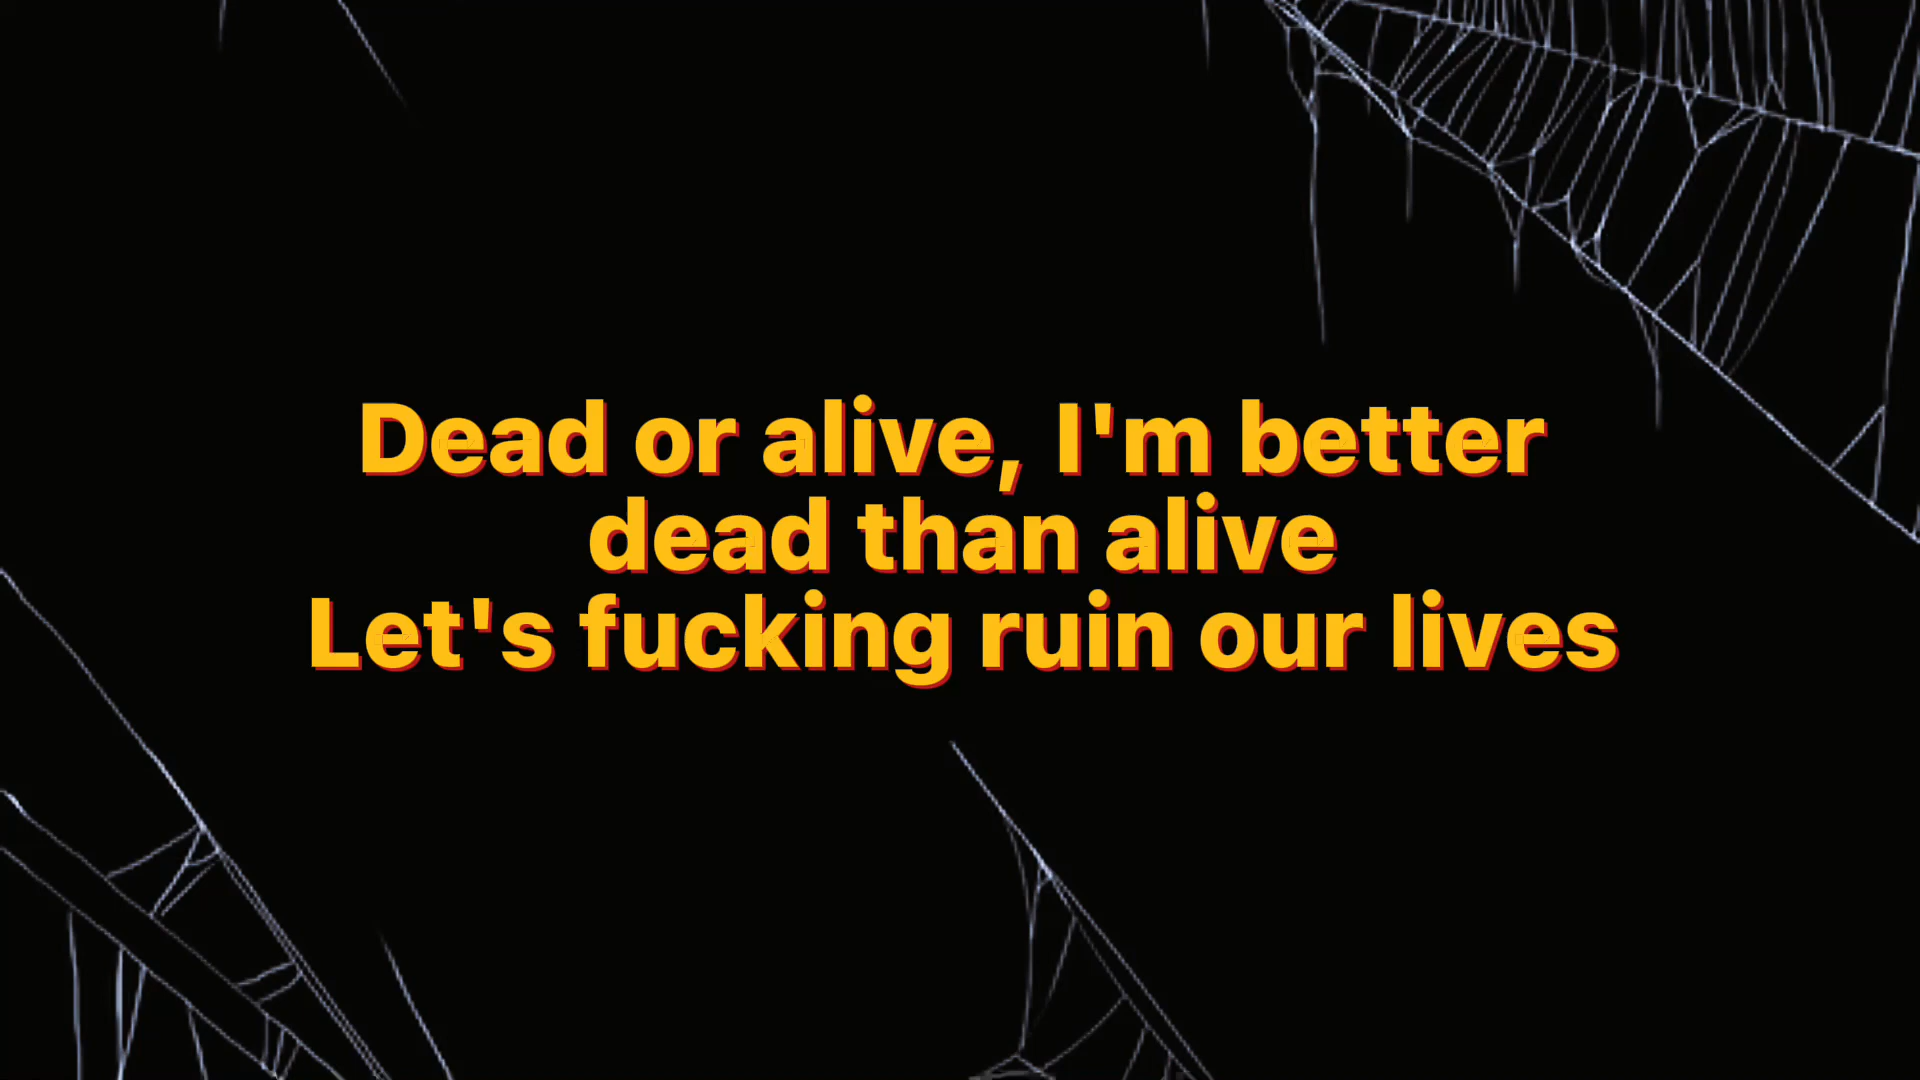 Dead or alive, I'm better
dead than alive
Let's fucking ruin our lives